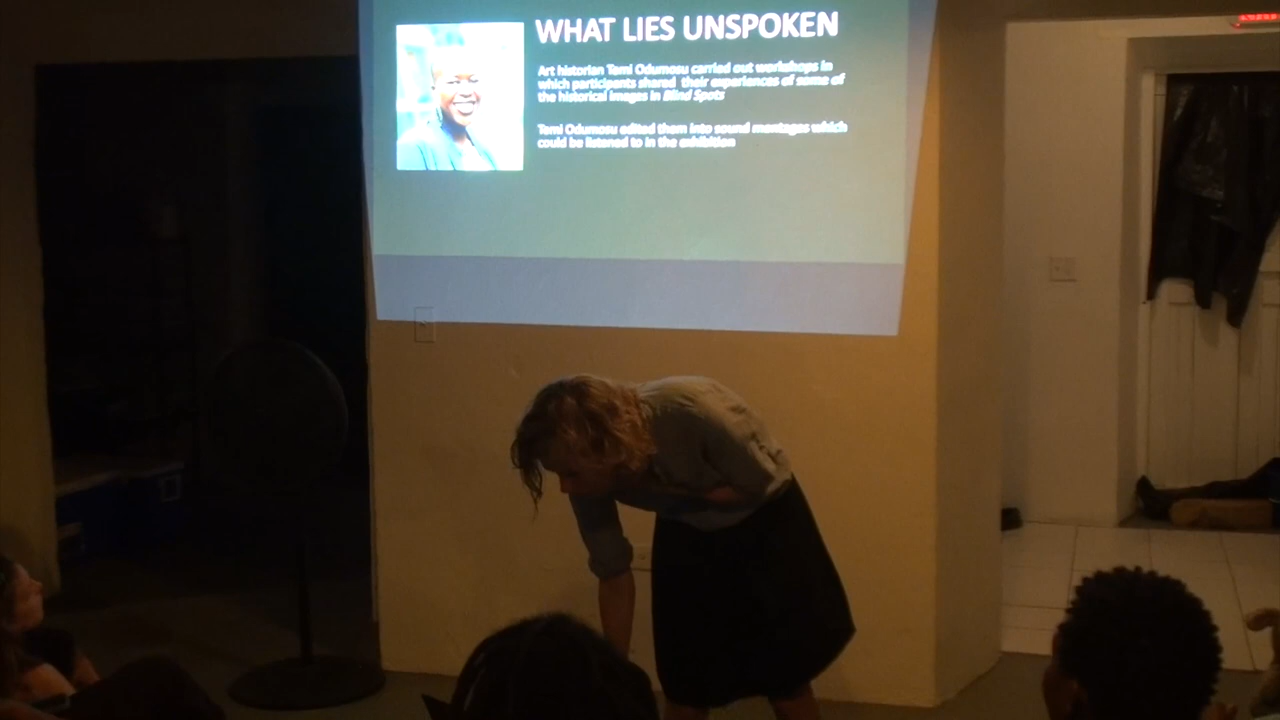 WHAT LIES UNSPOKEN
Art historian Temi Odumosu carried out workshops in
which participants shared their experiences of some of
the historical images in Blind Spots
Temi Odumosu edited them into sound montages which
could be listened to in the exhibition